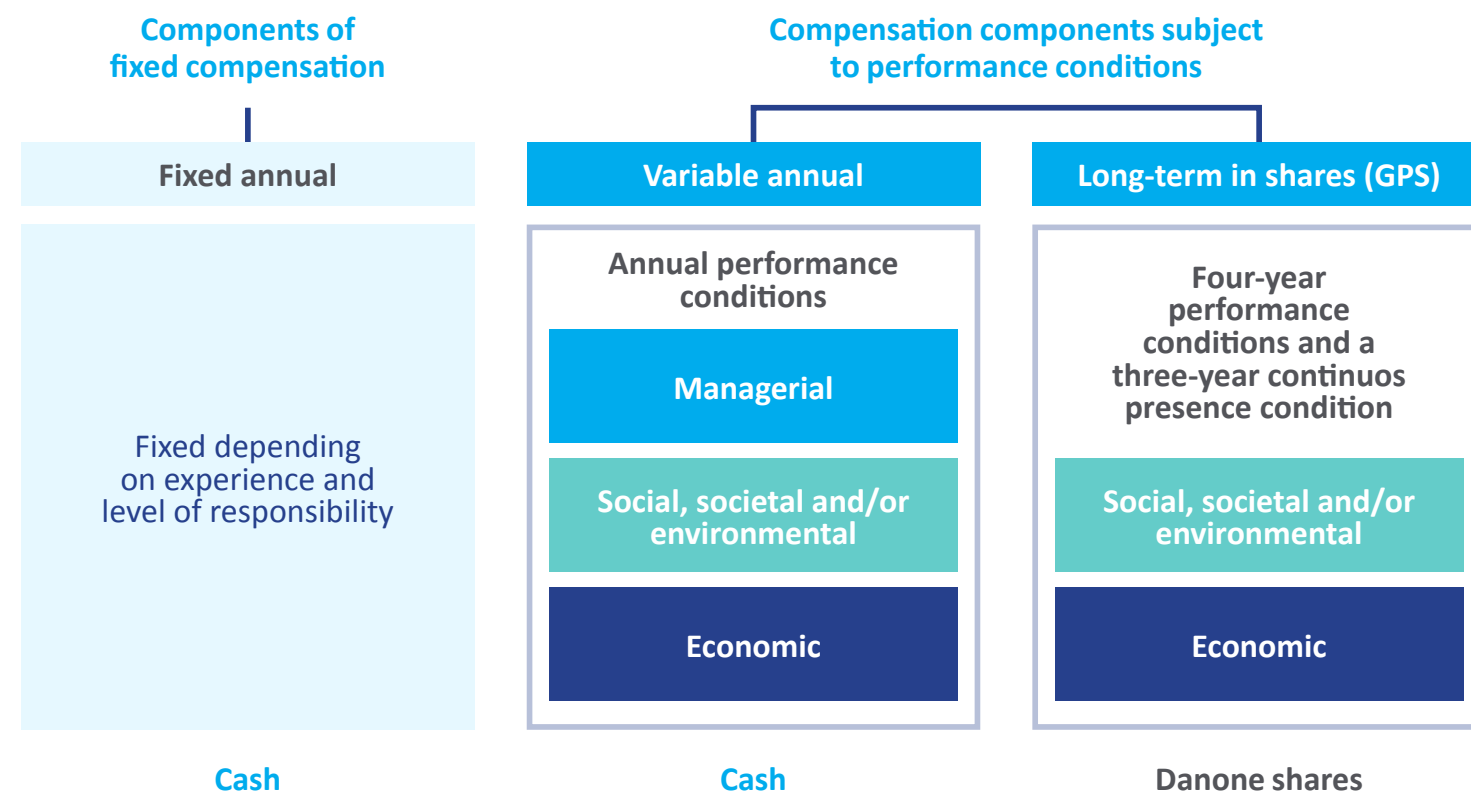 Components of
fixed compensation
Compensation components subject
to performance conditions
Fixed annual
Variable annual
Long-term in shares (GPS)
Fixed depending
on experience and
level of responsibility
Annual performance
conditions
Managerial
Social, societal and/or
environmental
Economic
Four-year
performance
conditions and a
three-year continuos
presence condition
Social, societal and/or
environmental
Economic
Cash
Cash
Danone shares